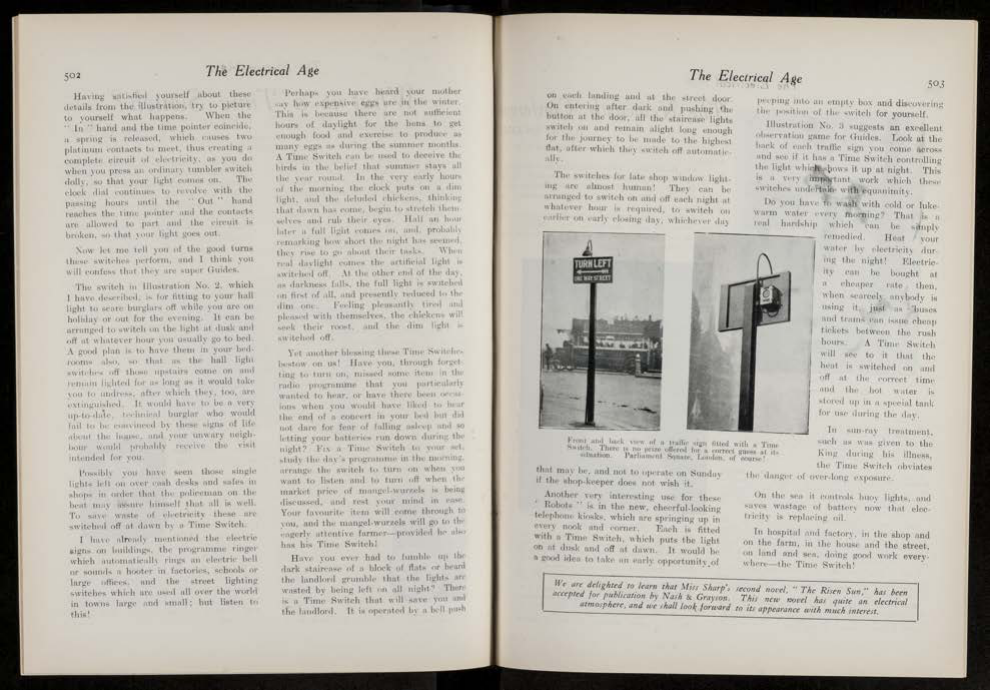 502
The Electrical Age
Having satisfied yourself about these
details from the illustration, try to picture
to yourself what happens. When the
" In " hand and the time pointer coincide,
a spring is released, which causes two
platinum contacts to meet, thus creating a
complete circuit of electricity, as you do
when you press an ordinary tumbler switch
dolly, so that your light comes on. The
clock dial continues to revolve with the
passing hours until the " Out " hand
reaches the time pointer and the contacts
are allowed to part and the circuit is
broken, so that your light goes out.
Now let me tell you of the good turns
these switches perform, and I think you
will confess that they are super Guides.
The switch in Illustration No. 2, which
I have described, is for fitting to your hall
light to scare burglars off while you are on
holiday or out for the evening. It can be
arranged to switch on the light at dusk and
off at whatever hour you usually go to bed.
A good plan is to have them in your bed-
rooms also, so that as the hall light
switches off those upstairs come on and
remain lighted for as long as it would take
you to undress, after which they, too, are
extinguished. It would have to be a very
up-to-date, technical burglar who would
fail to be convinced by these signs of life
about the house, and your unwary neigh-
bour would probably receive the visit
intended for you.
Possibly you have seen those single
lights left on over cash desks and safes in
shops in order that the policeman on the
beat may assure himself that all is well.
To save waste of electricity these are
switched off at dawn by a Time Switch.
I have already mentioned the electric
signs on buildings, the programme ringer
which automatically rings an electric bell
or sounds a hooter in factories, schools or
large offices, and the street lighting
switches which are used all over the world
in towns large and small; but listen to
this!
Perhaps you have heard your mother
say how expensive eggs are in the winter.
This is because there are not sufficient
hours of daylight for the hens to get
enough food and exercise to produce as
many eggs as during the summer months.
A Time Switch can be used to deceive the
birds in the belief that summer stays all
the year round. In the very early hours
of the morning the clock puts on a dim
light, and the deluded chickens, thinking
that dawn has come, begin to stretch them-
selves and rub their eyes. Half an hour
later a full light comes on, and, probably
remarking how short the night has seemed,
they rise to go about their tasks. When
real daylight comes the artificial light is
switched off. At the other end of the day,
as darkness falls, the full light is switched
on first of all, and presently reduced to the
dim one. Feeling pleasantly tired and
pleased with themselves, the chickens will
seek their roost, and the dim light is
switched off.
Yet another blessing these Time Switches
bestow on us! Have you, through forget-
ting to turn on, missed some item in the
radio programme that you particularly
wanted to hear, or have there been occas-
ions when you would have liked to hear
the end of a concert in your bed but did
not dare for fear of falling asleep and so
letting your batteries run down during the
night? Fix a Time Switch to your set,
study the day's programme in the morning,
arrange the switch to turn on when you
want to listen and to turn off when the
market price of mangel-wurzels is being
discussed, and rest your mind in ease.
Your favourite item will come through to
you, and the mangel-wurzels will go to the
eagerly attentive farmer—provided he also
has his Time Switch!
Have you ever had to fumble up the
dark staircase of a block of flats or heard
the landlord grumble that the lights are
wasted by being left on all night? There
is a Time Switch that will save you and
the landlord. It is operated by a bell push
The Electrical Age
503
on each landing and at the street door.
On entering after dark and pushing the
button at the door, all the staircase lights
switch on and remain alight long enough
for the journey to be made to the highest
flat, after which they switch off automatic-
ally.
The switches for late shop window light-
ing are almost human! They can be
arranged to switch on and off each night at
whatever hour is required, to switch on
earlier on early closing day, whichever day
TURN LEFT
ONE WAY STREET
Front and back view of a traffic sign fitted with a Time
Switch. There is no prize offered for a correct guess at its
situation. Parliament Square, London, of course!
that may be, and not to operate on Sunday
if the shop-keeper does not wish it.
Another very interesting use for these
" Robots " is in the new, cheerful-looking
telephone kiosks, which are springing up in
every nook and corner. Each is fitted
with a Time Switch, which puts the light
on at dusk and off at dawn. It would be
a good idea to take an early opportunity of
peeping into an empty box and discovering
the position of the switch for yourself.
Illustration No. 3 suggests an excellent
observation game for Guides. Look at the
back of each traffic sign you come across
and see if it has a Time Switch controlling
the light which shows it up at night. This
is a very important work which these
switches undertake with equanimity.
Do you have to wash with cold or luke-
warm water every morning? That is a
real hardship which can be simply
remedied. Heat your
water by electricity dur-
ing the night! Electric-
ity can be bought at
a cheaper rate then,
when scarcely anybody is
using it, just as buses
and trams can issue cheap
tickets between the rush
hours. A Time Switch
will see to it that the
heat is switched on and
off at the correct time
and the hot water is
stored up in a special tank
for use during the day.
In sun-ray treatment,
such as was given to the
King during his illness,
the Time Switch obviates
the danger of over-long exposure.
On the sea it controls buoy lights, and
saves wastage of battery now that elec-
tricity is replacing oil.
In hospital and factory, in the shop and
on the farm, in the house and the street,
on land and sea, doing good work every-
where—the Time Switch!
We are delighted to learn that Miss Sharp's second novel, " The Risen Sun," has been
accepted for publication by Nash & Grayson. This new novel has quite an electrical
atmosphere, and we shall look forward to its appearance with much interest.